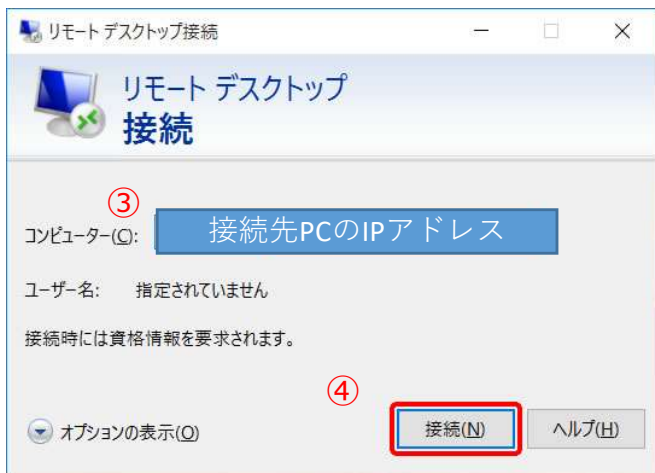 リモート デスクトップ接続
リモート デスクトップ
接続
③
コンピューター(C): 接続先PCのIPアドレス
ユーザー名: 指定されていません
接続時には資格情報を要求されます。
④
オプションの表示(O) 接続(N) ヘルプ(H)